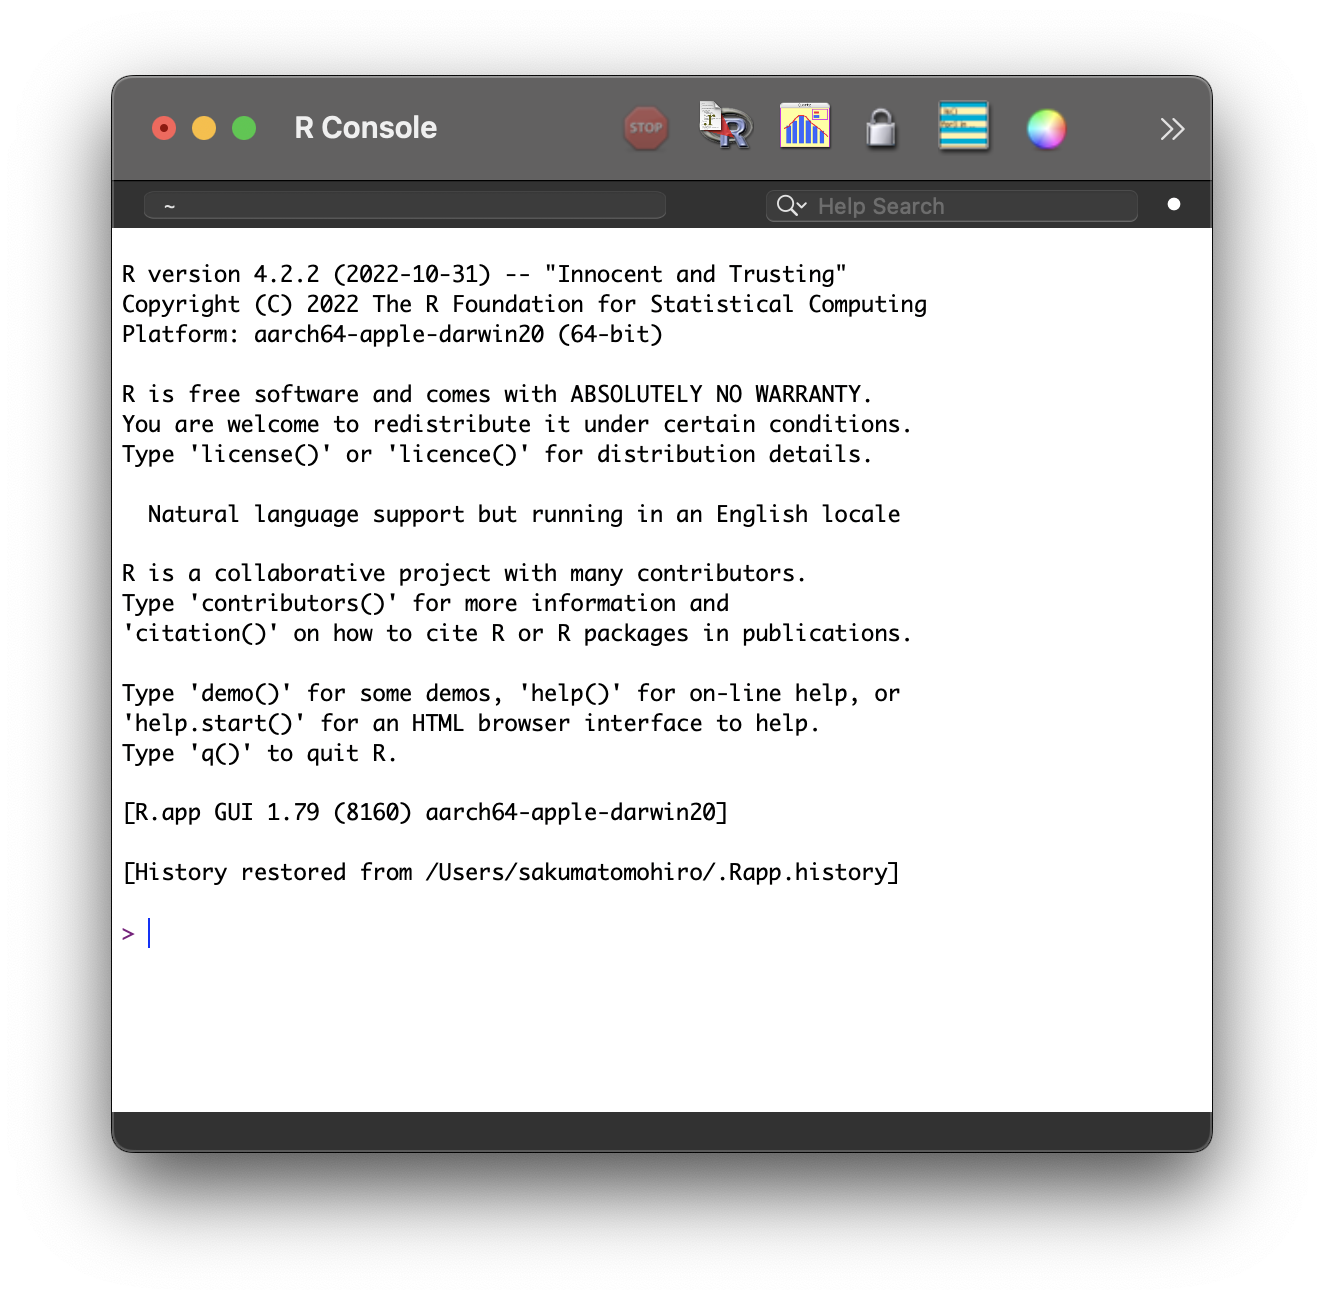 R Console
STOP
~
Help Search
R version 4.2.2 (2022-10-31) -- "Innocent and Trusting"
Copyright (C) 2022 The R Foundation for Statistical Computing
Platform: aarch64-apple-darwin20 (64-bit)
R is free software and comes with ABSOLUTELY NO WARRANTY.
You are welcome to redistribute it under certain conditions.
Type 'license()' or 'licence()' for distribution details.
Natural language support but running in an English locale
R is a collaborative project with many contributors.
Type 'contributors()' for more information and
'citation()' on how to cite R or R packages in publications.
Type 'demo()' for some demos, 'help()' for on-line help, or
'help.start()' for an HTML browser interface to help.
Type 'q()' to quit R.
[R.app GUI 1.79 (8160) aarch64-apple-darwin20]
[History restored from /Users/sakumatomohiro/.Rapp.history]
>